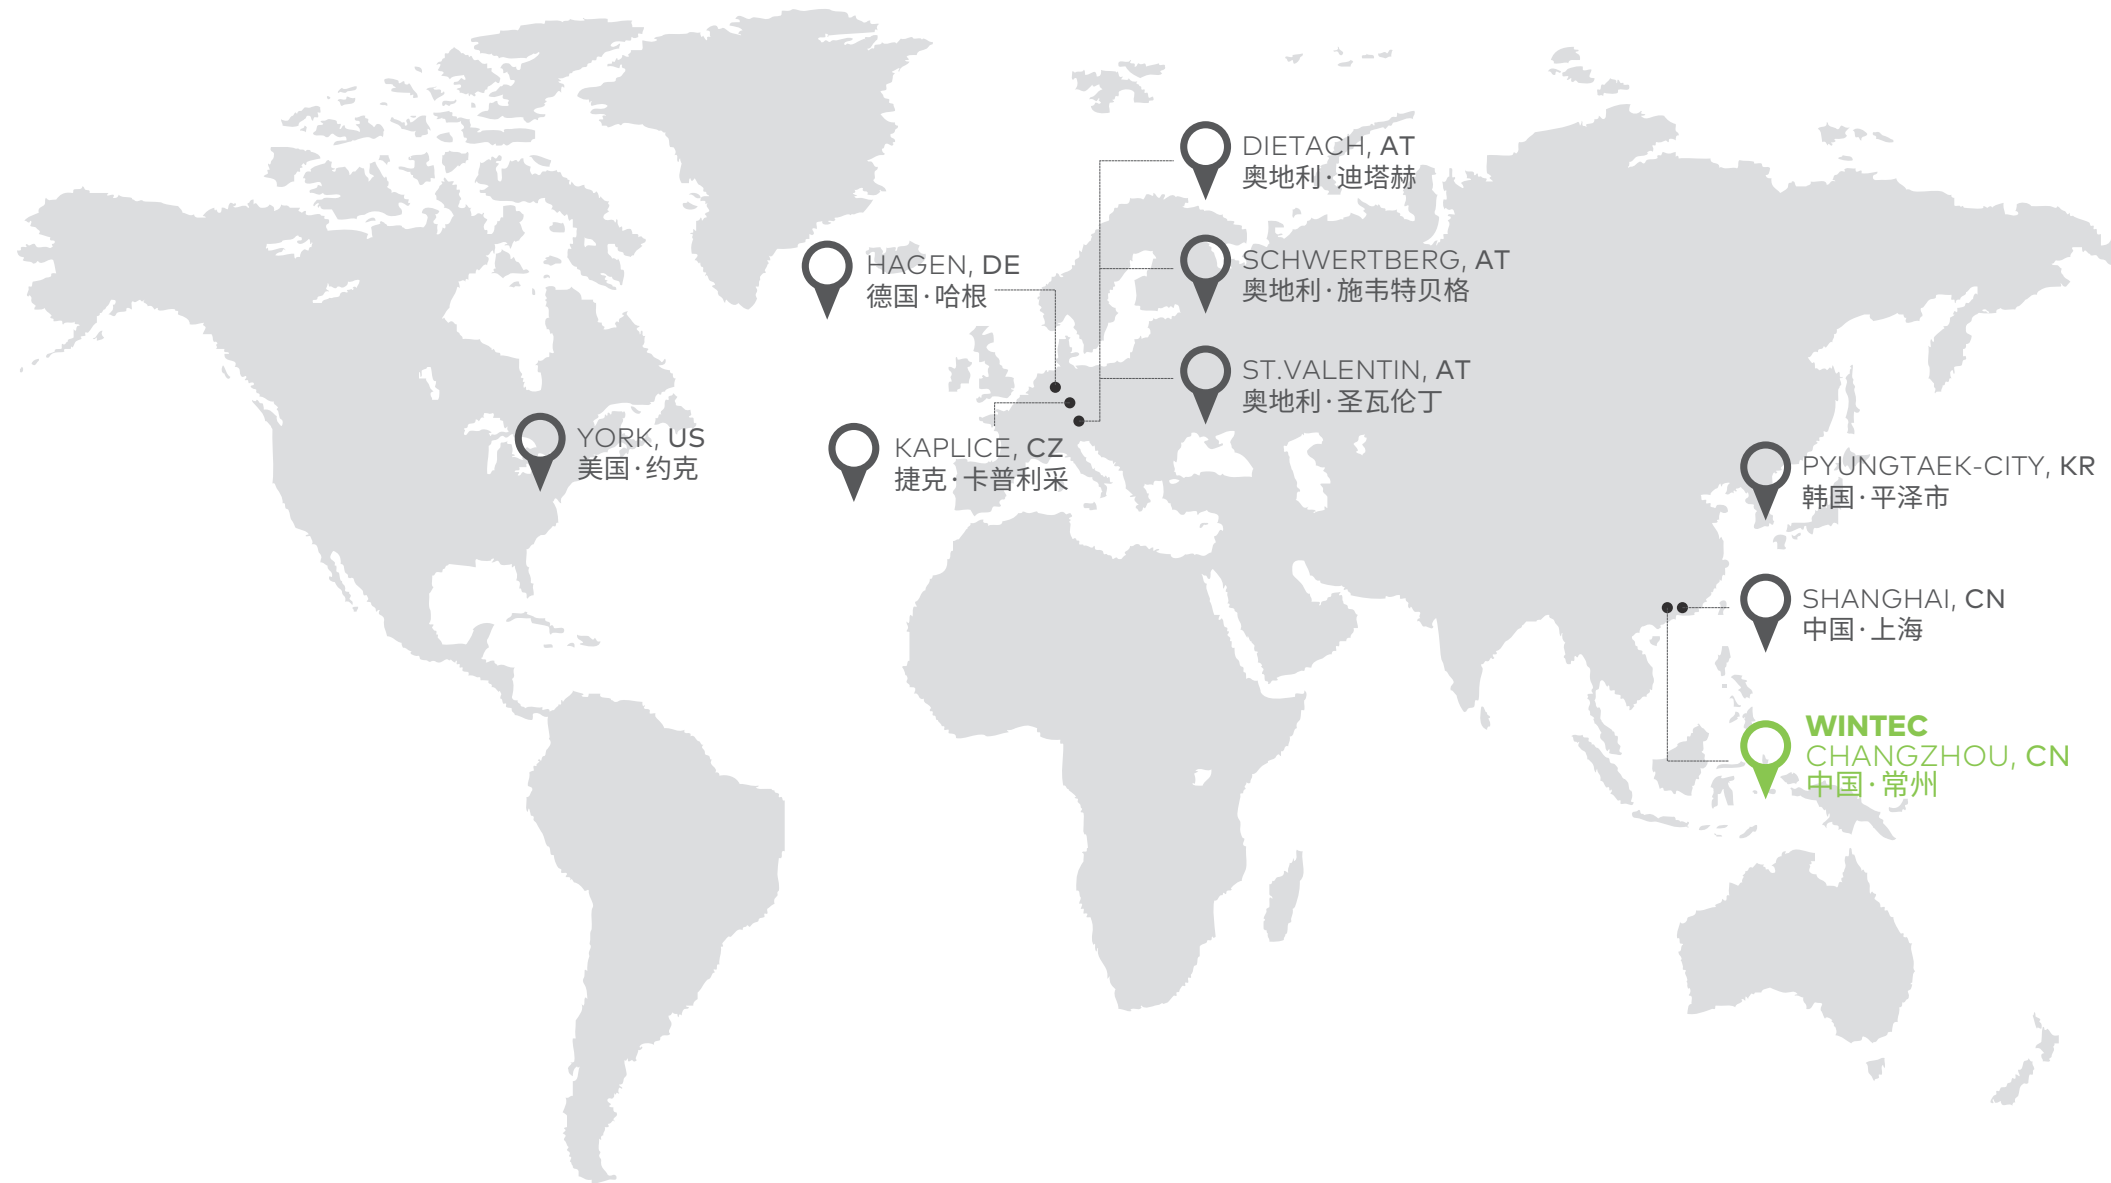 DIETACH, AT
奥地利·迪塔赫
HAGEN, DE
德国·哈根
SCHWERTBERG, AT
奥地利·施韦特贝格
ST.VALENTIN, AT
奥地利·圣瓦伦丁
YORK, US
美国·约克
KAPLICE, CZ
捷克·卡普利采
PYUNGTAEK-CITY, KR
韩国·平泽市
SHANGHAI, CN
中国·上海
WINTEC
CHANGZHOU, CN
中国·常州